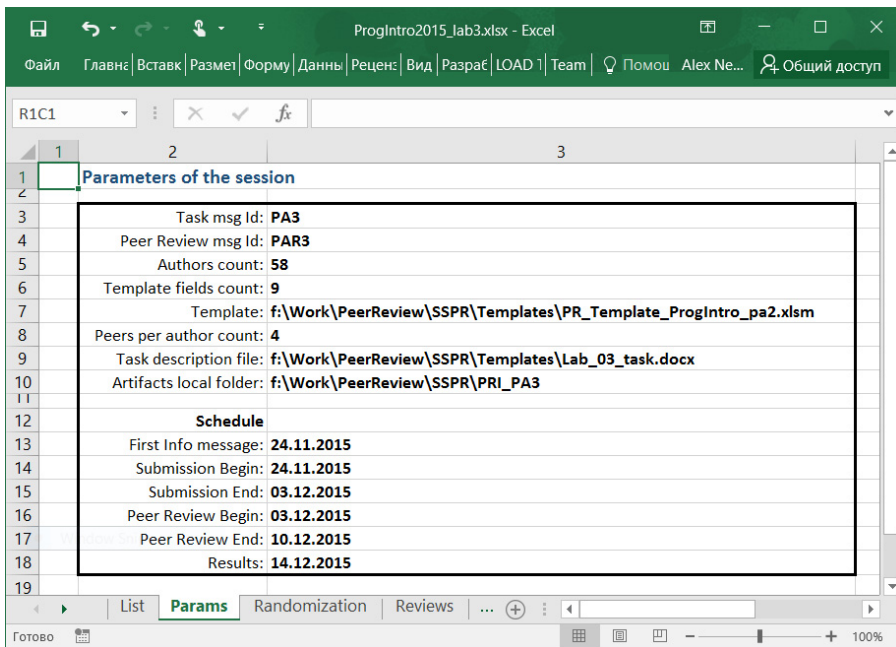 ProgIntro2015_lab3.xlsx - Excel
Файл Главна Вставк Размет Форму Данны Реценз Вид Разраб LOAD T Team Помощ Alex Ne... Общий доступ
R1C1 fx
1 2 3
1 Parameters of the session
2
3 Task msg Id: PA3
4 Peer Review msg Id: PAR3
5 Authors count: 58
6 Template fields count: 9
7 Template: f:\Work\PeerReview\SSPR\Templates\PR_Template_ProgIntro_pa2.xlsm
8 Peers per author count: 4
9 Task description file: f:\Work\PeerReview\SSPR\Templates\Lab_03_task.docx
10 Artifacts local folder: f:\Work\PeerReview\SSPR\PRI_PA3
11
12 Schedule
13 First Info message: 24.11.2015
14 Submission Begin: 24.11.2015
15 Submission End: 03.12.2015
16 Peer Review Begin: 03.12.2015
17 Peer Review End: 10.12.2015
18 Results: 14.12.2015
19
List Params Randomization Reviews ...
Готово 100%